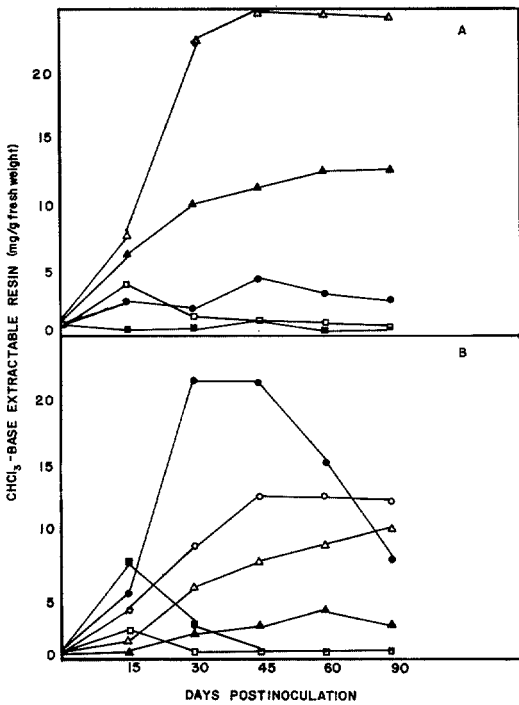 A
20
15
10
5
0
B
20
15
10
5
0
CHCl₃-BASE EXTRACTABLE RESIN (mg/g fresh weight)
15 30 45 60 90
DAYS POSTINOCULATION